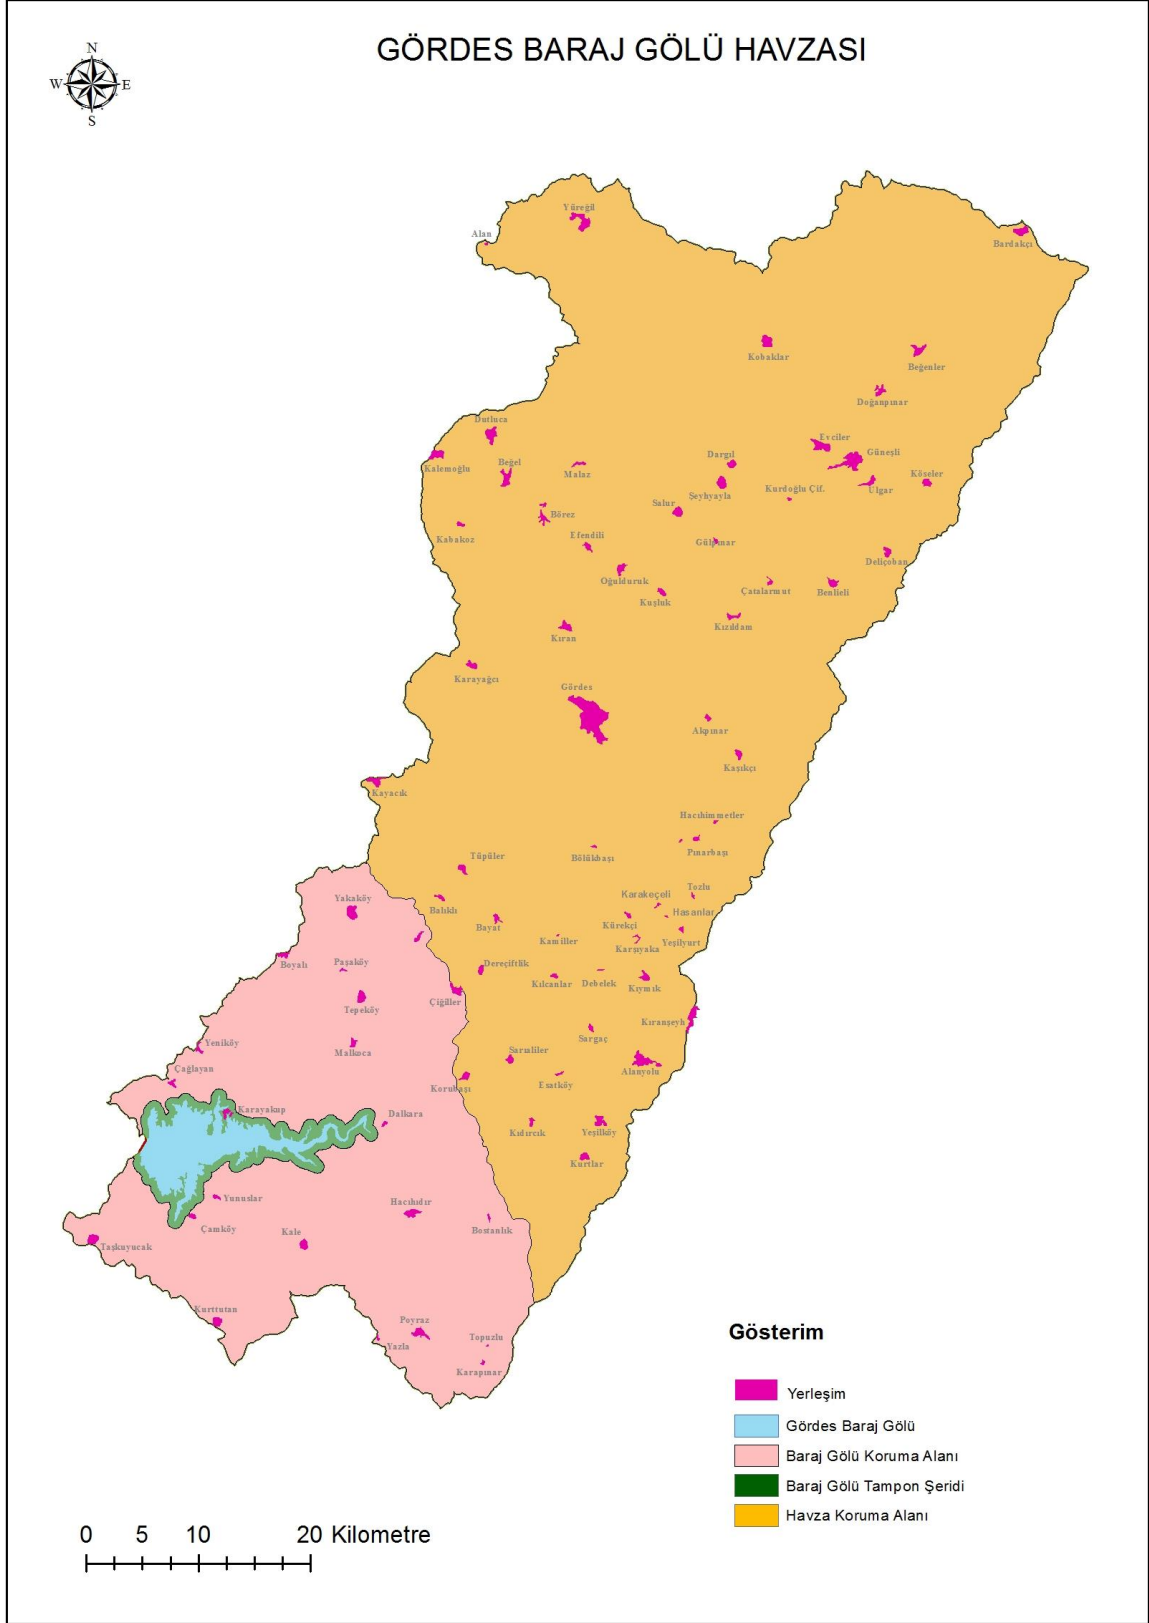 GÖRDES BARAJ GÖLÜ HAVZASI
N
W E
S
Yüreğil
Alan
Bardakçı
Kobaklar
Beğenler
Doğanpınar
Dutluca
Evciler
Güneşli
Kalemoğlu
Beğel
Malaz
Dargıl
Köseler
Şeyhyayla
Kurdoğlu Çif.
Ulgar
Salur
Börez
Kabakoz
Efendili
Gülpınar
Deliçoban
Oğulduruk
Çatalarmut
Benlieli
Kuşluk
Kızıldam
Kıran
Karayağcı
Gördes
Akpınar
Kaşıkçı
Kayacık
Hacıhimmetler
Pınarbaşı
Bölükbaşı
Tüpüler
Tozlu
Karakeçeli
Yakaköy
Balıklı
Hasanlar
Bayat
Kürekçi
Kamiller
Karşıyaka
Yeşilyurt
Boyalı
Paşaköy
Dereçiftlik
Kılcanlar
Debelek
Kıymık
Tepeköy
Çiğiller
Kıranşeyh
Sargaç
Yeniköy
Malkoca
Sarıaliler
Alanyolu
Çağlayan
Korubaşı
Esatköy
Karayakup
Dalkara
Kıdırcık
Yeşilköy
Kurtlar
Yunuslar
Hacıhıdır
Çamköy
Kale
Bostanlık
Taşkuyucak
Kurttutan
Poyraz
Yazla
Topuzlu
Karapınar
Gösterim
Yerleşim
Gördes Baraj Gölü
Baraj Gölü Koruma Alanı
Baraj Gölü Tampon Şeridi
Havza Koruma Alanı
0 5 10 20 Kilometre